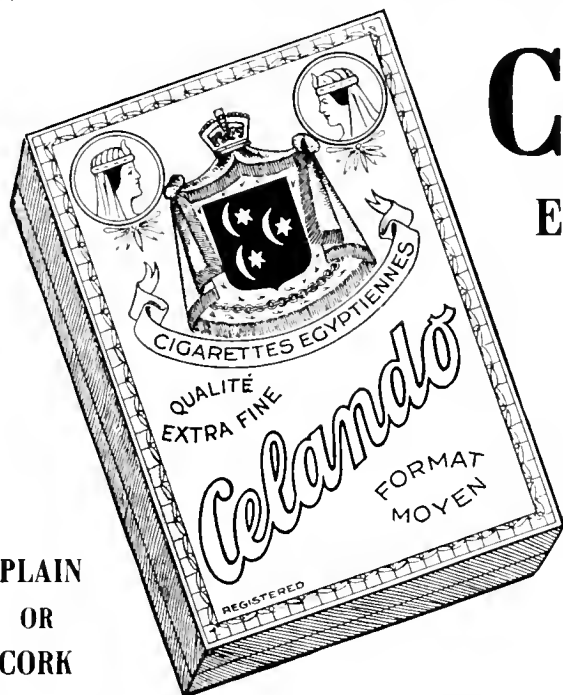 C
E
CIGARETTES EGYPTIENNES
QUALITÉ
EXTRA FINE
Celando
FORMAT
MOYEN
REGISTERED
PLAIN
OR
CORK